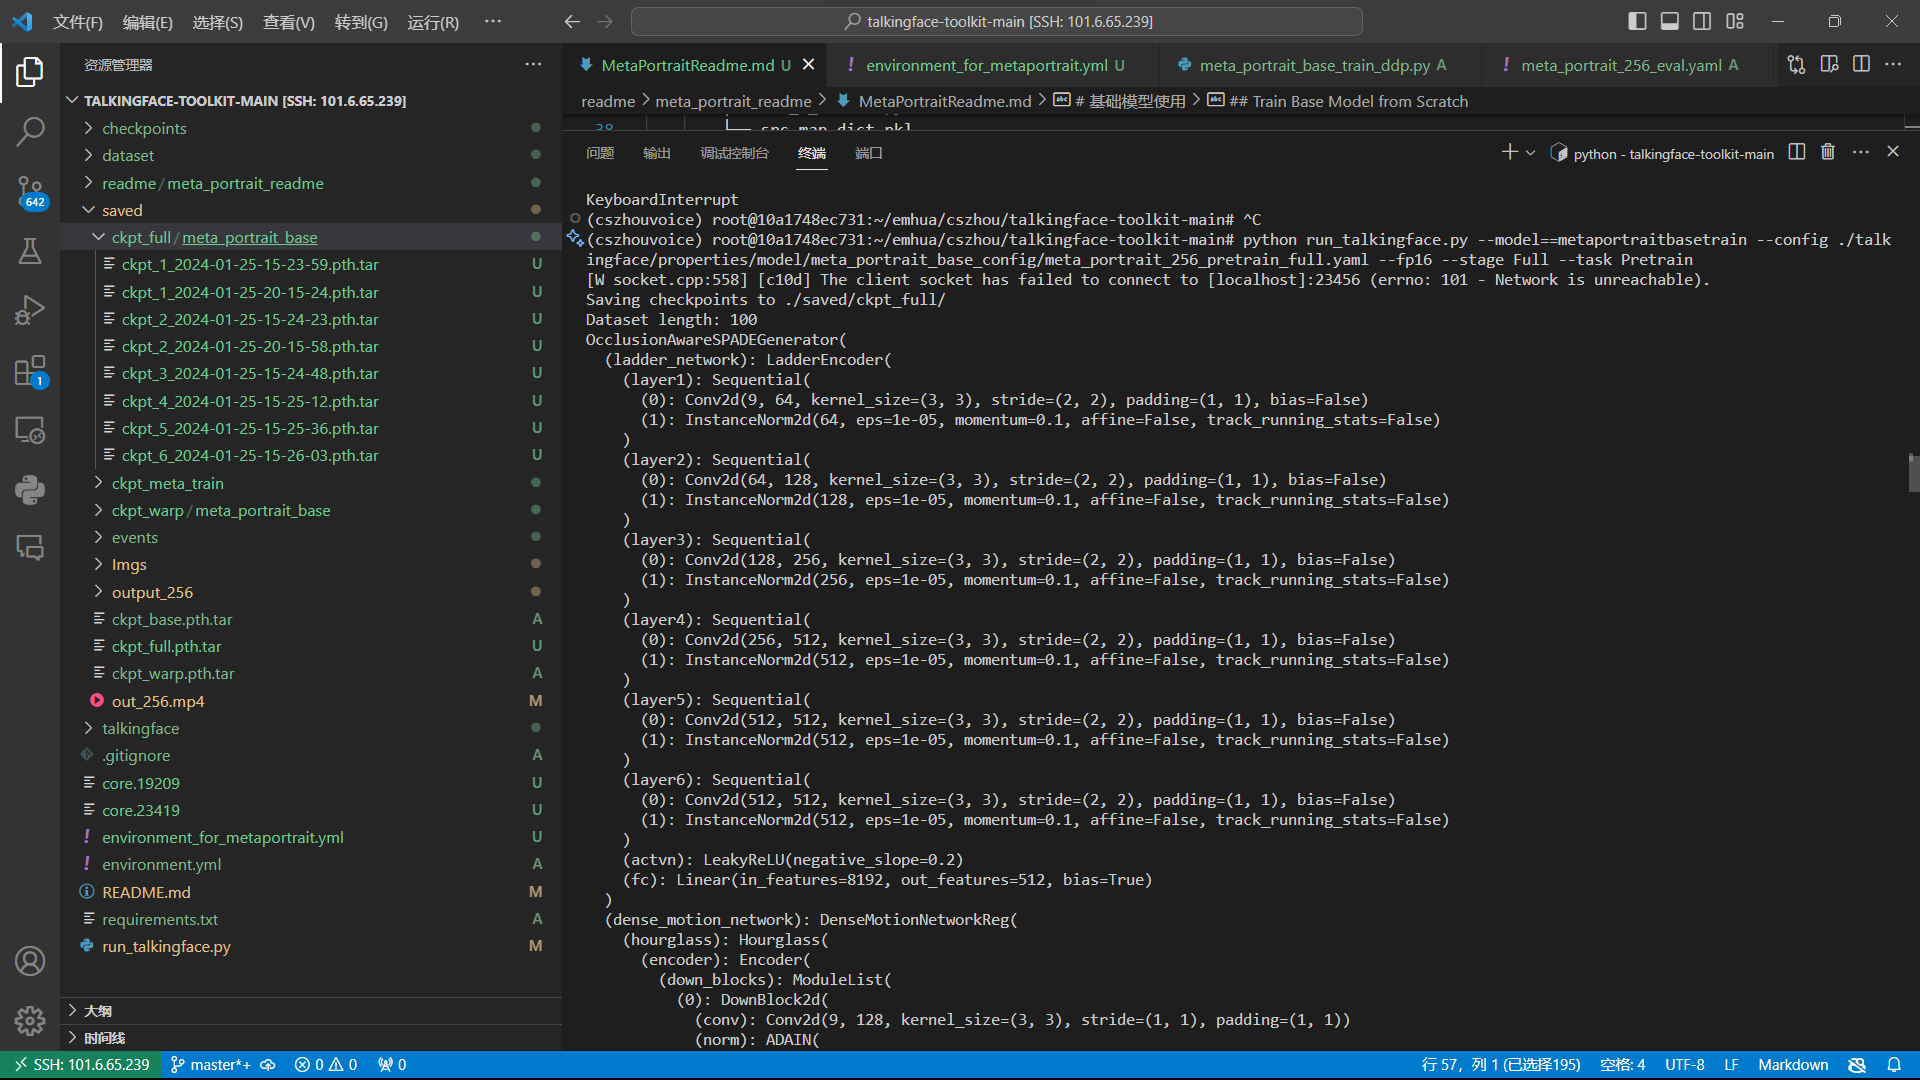 文件(F) 编辑(E) 选择(S) 查看(V) 转到(G) 运行(R) ··· talkingface-toolkit-main [SSH: 101.6.65.239]
资源管理器
TALKINGFACE-TOOLKIT-MAIN [SSH: 101.6.65.239]
checkpoints
dataset
readme / meta_portrait_readme
saved
ckpt_full / meta_portrait_base
ckpt_1_2024-01-25-15-23-59.pth.tar U
ckpt_1_2024-01-25-20-15-24.pth.tar U
ckpt_2_2024-01-25-15-24-23.pth.tar U
ckpt_2_2024-01-25-20-15-58.pth.tar U
ckpt_3_2024-01-25-15-24-48.pth.tar U
ckpt_4_2024-01-25-15-25-12.pth.tar U
ckpt_5_2024-01-25-15-25-36.pth.tar U
ckpt_6_2024-01-25-15-26-03.pth.tar U
ckpt_meta_train
ckpt_warp / meta_portrait_base
events
Imgs
output_256
ckpt_base.pth.tar A
ckpt_full.pth.tar U
ckpt_warp.pth.tar A
out_256.mp4 M
talkingface
.gitignore A
core.19209 U
core.23419 U
environment_for_metaportrait.yml U
environment.yml A
README.md M
requirements.txt A
run_talkingface.py M
大纲
时间线
642
1
MetaPortraitReadme.md U environment_for_metaportrait.yml U meta_portrait_base_train_ddp.py A meta_portrait_256_eval.yaml A
readme > meta_portrait_readme > MetaPortraitReadme.md > # 基础模型使用 > ## Train Base Model from Scratch
38 └── src_map_dict.pkl
问题 输出 调试控制台 终端 端口 python - talkingface-toolkit-main
KeyboardInterrupt
(cszhouvoice) root@10a1748ec731:~/emhua/cszhou/talkingface-toolkit-main# ^C
(cszhouvoice) root@10a1748ec731:~/emhua/cszhou/talkingface-toolkit-main# python run_talkingface.py --model==metaportraitbasetrain --config ./talk
ingface/properties/model/meta_portrait_base_config/meta_portrait_256_pretrain_full.yaml --fp16 --stage Full --task Pretrain
[W socket.cpp:558] [c10d] The client socket has failed to connect to [localhost]:23456 (errno: 101 - Network is unreachable).
Saving checkpoints to ./saved/ckpt_full/
Dataset length: 100
OcclusionAwareSPADEGenerator(
(ladder_network): LadderEncoder(
(layer1): Sequential(
(0): Conv2d(9, 64, kernel_size=(3, 3), stride=(2, 2), padding=(1, 1), bias=False)
(1): InstanceNorm2d(64, eps=1e-05, momentum=0.1, affine=False, track_running_stats=False)
)
(layer2): Sequential(
(0): Conv2d(64, 128, kernel_size=(3, 3), stride=(2, 2), padding=(1, 1), bias=False)
(1): InstanceNorm2d(128, eps=1e-05, momentum=0.1, affine=False, track_running_stats=False)
)
(layer3): Sequential(
(0): Conv2d(128, 256, kernel_size=(3, 3), stride=(2, 2), padding=(1, 1), bias=False)
(1): InstanceNorm2d(256, eps=1e-05, momentum=0.1, affine=False, track_running_stats=False)
)
(layer4): Sequential(
(0): Conv2d(256, 512, kernel_size=(3, 3), stride=(2, 2), padding=(1, 1), bias=False)
(1): InstanceNorm2d(512, eps=1e-05, momentum=0.1, affine=False, track_running_stats=False)
)
(layer5): Sequential(
(0): Conv2d(512, 512, kernel_size=(3, 3), stride=(2, 2), padding=(1, 1), bias=False)
(1): InstanceNorm2d(512, eps=1e-05, momentum=0.1, affine=False, track_running_stats=False)
)
(layer6): Sequential(
(0): Conv2d(512, 512, kernel_size=(3, 3), stride=(2, 2), padding=(1, 1), bias=False)
(1): InstanceNorm2d(512, eps=1e-05, momentum=0.1, affine=False, track_running_stats=False)
)
(actvn): LeakyReLU(negative_slope=0.2)
(fc): Linear(in_features=8192, out_features=512, bias=True)
)
(dense_motion_network): DenseMotionNetworkReg(
(hourglass): Hourglass(
(encoder): Encoder(
(down_blocks): ModuleList(
(0): DownBlock2d(
(conv): Conv2d(9, 128, kernel_size=(3, 3), stride=(1, 1), padding=(1, 1))
(norm): ADAIN(
SSH: 101.6.65.239 master*+ 0 0 0 行 57，列 1 (已选择195) 空格: 4 UTF-8 LF Markdown